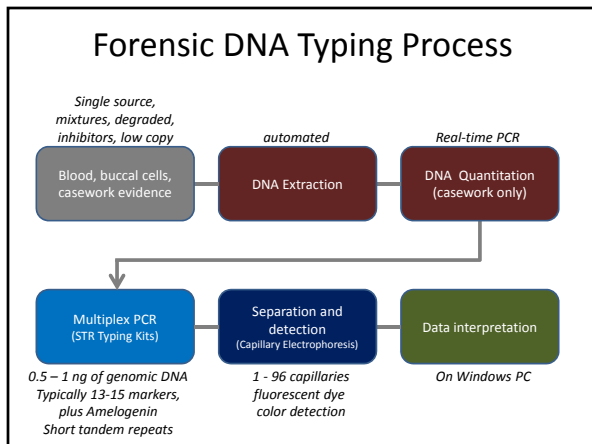 Forensic DNA Typing Process
Single source,
mixtures, degraded,
inhibitors, low copy
automated
Real-time PCR
Blood, buccal cells,
casework evidence
DNA Extraction
DNA Quantitation
(casework only)
Multiplex PCR
(STR Typing Kits)
Separation and
detection
(Capillary Electrophoresis)
Data interpretation
0.5 – 1 ng of genomic DNA
Typically 13-15 markers,
plus Amelogenin
Short tandem repeats
1 - 96 capillaries
fluorescent dye
color detection
On Windows PC